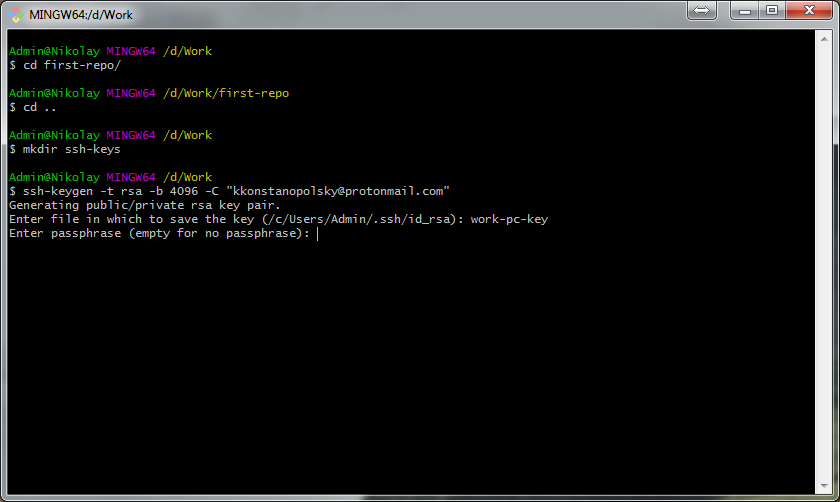 MINGW64:/d/Work
Admin@Nikolay MINGW64 /d/Work
$ cd first-repo/
Admin@Nikolay MINGW64 /d/Work/first-repo
$ cd ..
Admin@Nikolay MINGW64 /d/Work
$ mkdir ssh-keys
Admin@Nikolay MINGW64 /d/Work
$ ssh-keygen -t rsa -b 4096 -C "kkonstanopolsky@protonmail.com"
Generating public/private rsa key pair.
Enter file in which to save the key (/c/Users/Admin/.ssh/id_rsa): work-pc-key
Enter passphrase (empty for no passphrase):